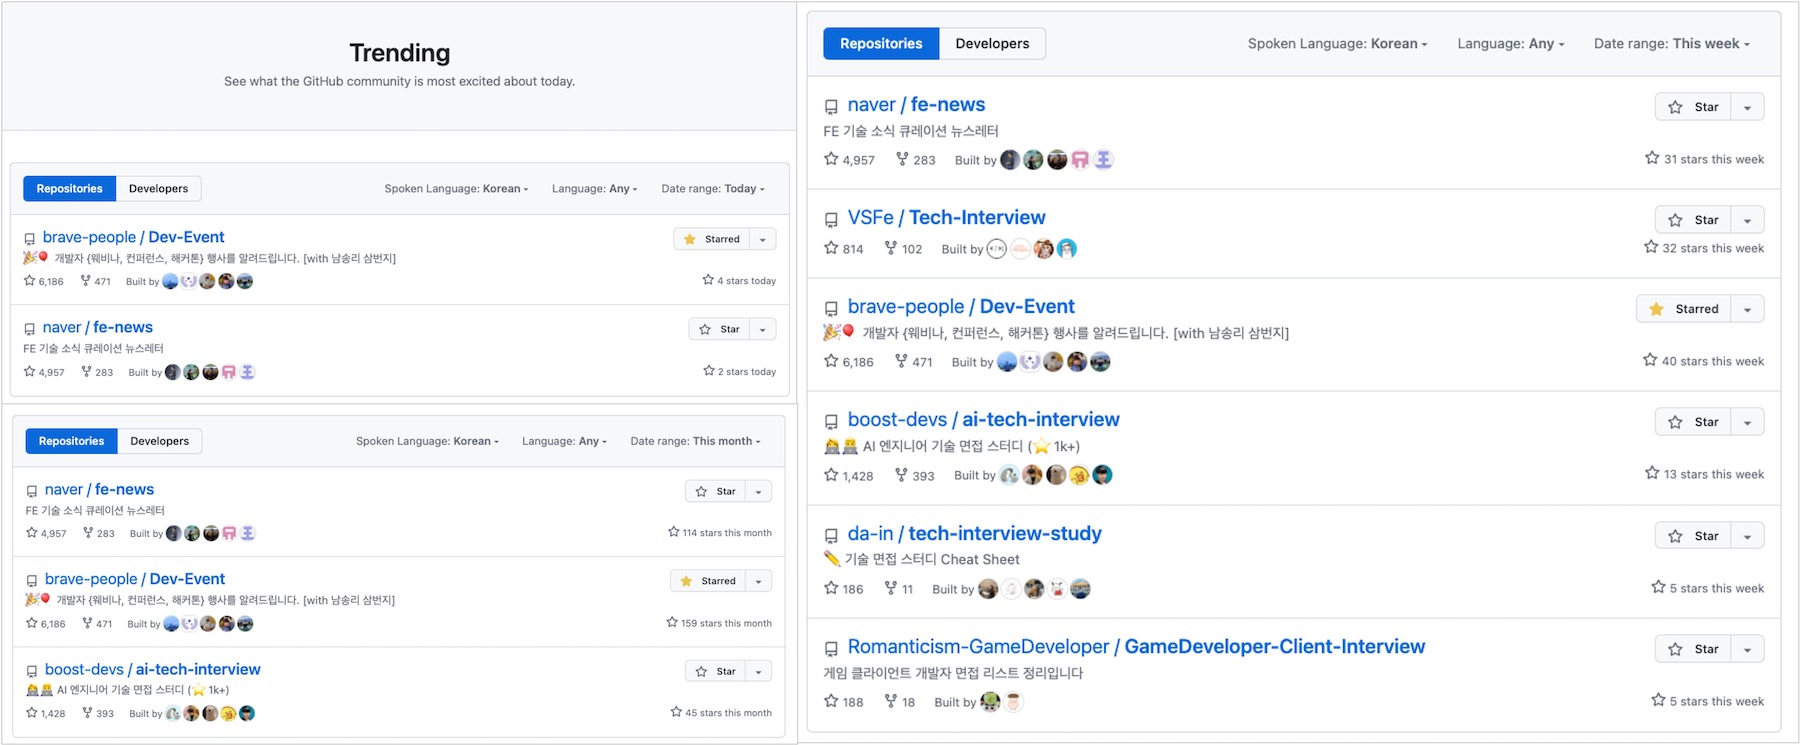 Trending
See what the GitHub community is most excited about today.
Repositories Developers Spoken Language: Korean Language: Any Date range: Today
brave-people / Dev-Event Starred
🎉🎈 개발자 {웨비나, 컨퍼런스, 해커톤} 행사를 알려드립니다. [with 남송리 삼번지]
6,186 471 Built by 4 stars today
naver / fe-news Star
FE 기술 소식 큐레이션 뉴스레터
4,957 283 Built by 2 stars today
Repositories Developers Spoken Language: Korean Language: Any Date range: This month
naver / fe-news Star
FE 기술 소식 큐레이션 뉴스레터
4,957 283 Built by 114 stars this month
brave-people / Dev-Event Starred
🎉🎈 개발자 {웨비나, 컨퍼런스, 해커톤} 행사를 알려드립니다. [with 남송리 삼번지]
6,186 471 Built by 159 stars this month
boost-devs / ai-tech-interview Star
👩‍💻👨‍💻 AI 엔지니어 기술 면접 스터디 (⭐ 1k+)
1,428 393 Built by 45 stars this month
Repositories Developers Spoken Language: Korean Language: Any Date range: This week
naver / fe-news Star
FE 기술 소식 큐레이션 뉴스레터
4,957 283 Built by 31 stars this week
VSFe / Tech-Interview Star
814 102 Built by 32 stars this week
brave-people / Dev-Event Starred
🎉🎈 개발자 {웨비나, 컨퍼런스, 해커톤} 행사를 알려드립니다. [with 남송리 삼번지]
6,186 471 Built by 40 stars this week
boost-devs / ai-tech-interview Star
👩‍💻👨‍💻 AI 엔지니어 기술 면접 스터디 (⭐ 1k+)
1,428 393 Built by 13 stars this week
da-in / tech-interview-study Star
✏️ 기술 면접 스터디 Cheat Sheet
186 11 Built by 5 stars this week
Romanticism-GameDeveloper / GameDeveloper-Client-Interview Star
게임 클라이언트 개발자 면접 리스트 정리입니다
188 18 Built by 5 stars this week